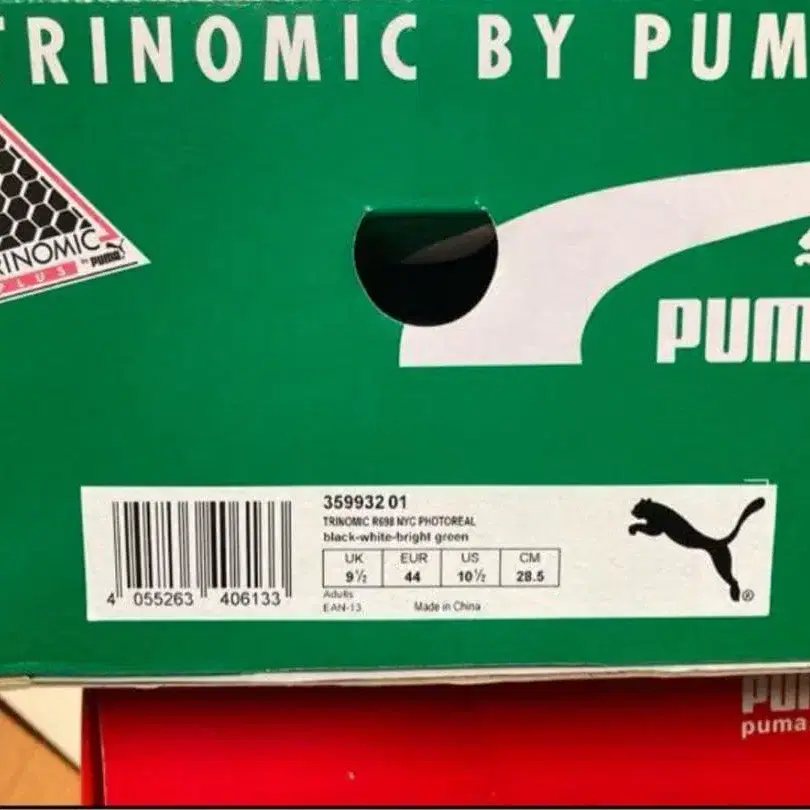 TRINOMIC BY PUM
TRINOMIC
PLUS by PUMA
PUM
359932 01
TRINOMIC R698 NYC PHOTOREAL
black-white-bright green
UK EUR US CM
9½ 44 10½ 28.5
4 055263 406133
Adults
EAN-13 Made in China
®
PU
puma